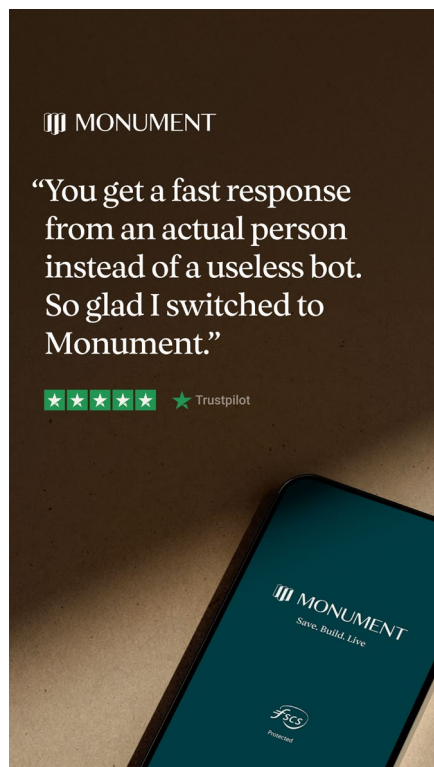 MONUMENT
“You get a fast response
from an actual person
instead of a useless bot.
So glad I switched to
Monument.”
Trustpilot
MONUMENT
Save. Build. Live
fscs
Protected